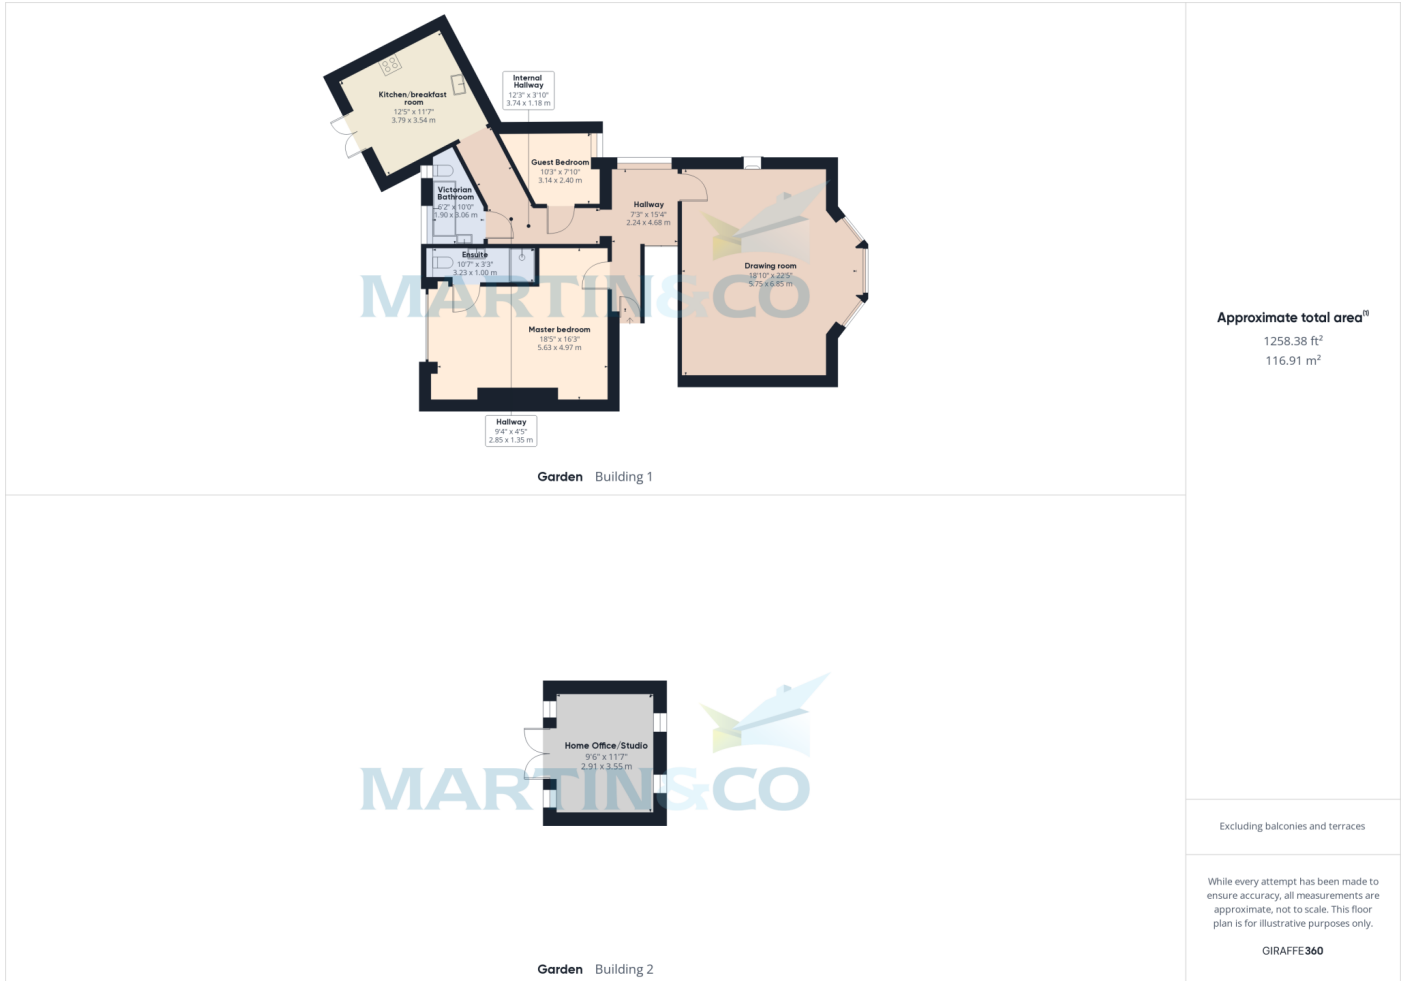 Kitchen/breakfast
room
12'5" x 11'7"
3.79 x 3.54 m
Internal
Hallway
12'3" x 3'10"
3.74 x 1.18 m
Guest Bedroom
10'3" x 7'10"
3.14 x 2.40 m
Victorian
Bathroom
6'2" x 10'0"
1.90 x 3.06 m
Hallway
7'3" x 15'4"
2.24 x 4.68 m
Ensuite
10'7" x 3'3"
3.23 x 1.00 m
Drawing room
18'10" x 22'5"
5.75 x 6.85 m
MARTIN&CO
Master bedroom
18'5" x 16'3"
5.63 x 4.97 m
Hallway
9'4" x 4'5"
2.85 x 1.35 m
Garden Building 1
Home Office/Studio
9'6" x 11'7"
2.91 x 3.55 m
MARTIN&CO
Garden Building 2
Approximate total area(1)
1258.38 ft²
116.91 m²
Excluding balconies and terraces
While every attempt has been made to
ensure accuracy, all measurements are
approximate, not to scale. This floor
plan is for illustrative purposes only.
GIRAFFE360